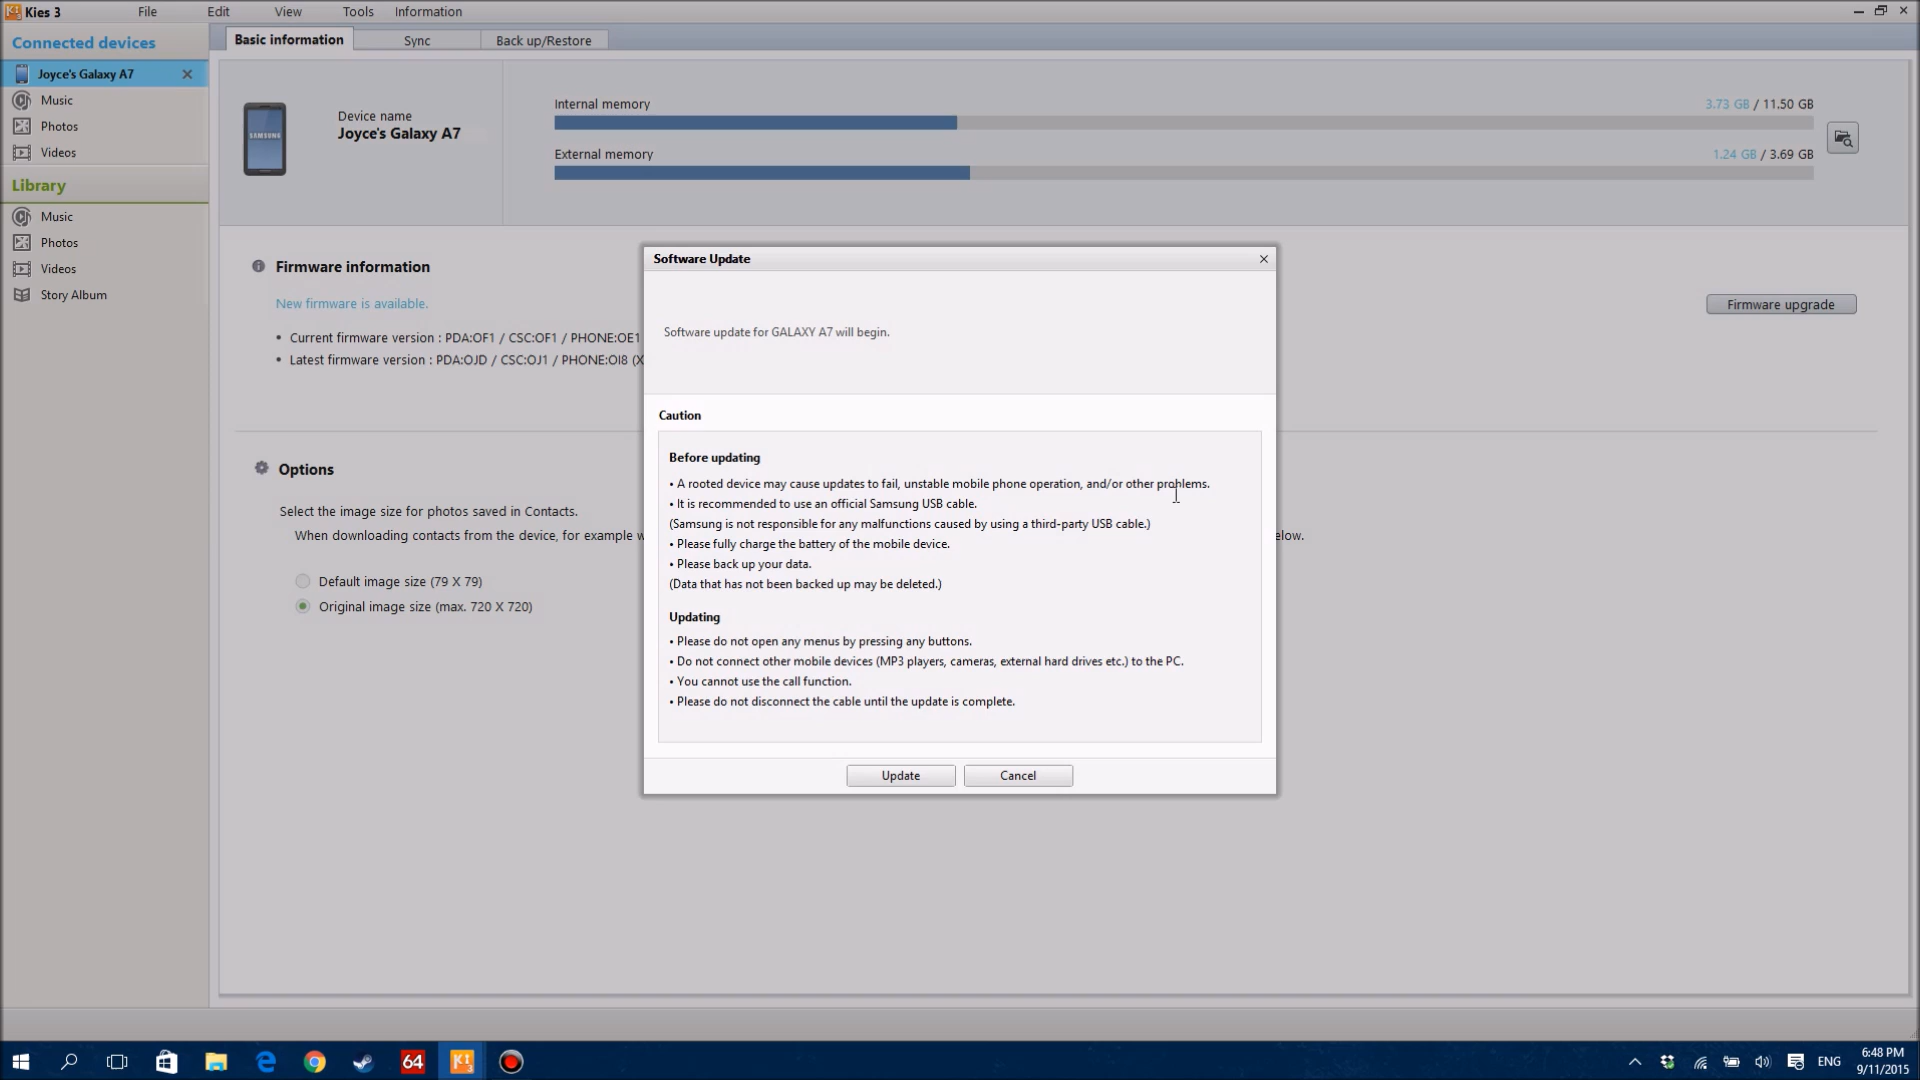 Kies 3
File Edit View Tools Information
Connected devices
Joyce's Galaxy A7
Music
Photos
Videos
Library
Music
Photos
Videos
Story Album
Basic information Sync Back up/Restore
SAMSUNG
Device name
Joyce's Galaxy A7
Internal memory 3.73 GB / 11.50 GB
External memory 1.24 GB / 3.69 GB
Firmware information
New firmware is available.
Firmware upgrade
• Current firmware version : PDA:OF1 / CSC:OF1 / PHONE:OE1
• Latest firmware version : PDA:OJD / CSC:OJ1 / PHONE:OI8 (X
Options
Select the image size for photos saved in Contacts.
When downloading contacts from the device, for example w
elow.
Default image size (79 X 79)
Original image size (max. 720 X 720)
Software Update
Software update for GALAXY A7 will begin.
Caution
Before updating
• A rooted device may cause updates to fail, unstable mobile phone operation, and/or other problems.
• It is recommended to use an official Samsung USB cable.
(Samsung is not responsible for any malfunctions caused by using a third-party USB cable.)
• Please fully charge the battery of the mobile device.
• Please back up your data.
(Data that has not been backed up may be deleted.)
Updating
• Please do not open any menus by pressing any buttons.
• Do not connect other mobile devices (MP3 players, cameras, external hard drives etc.) to the PC.
• You cannot use the call function.
• Please do not disconnect the cable until the update is complete.
Update Cancel
64
KI 3
ENG
6:48 PM
9/11/2015